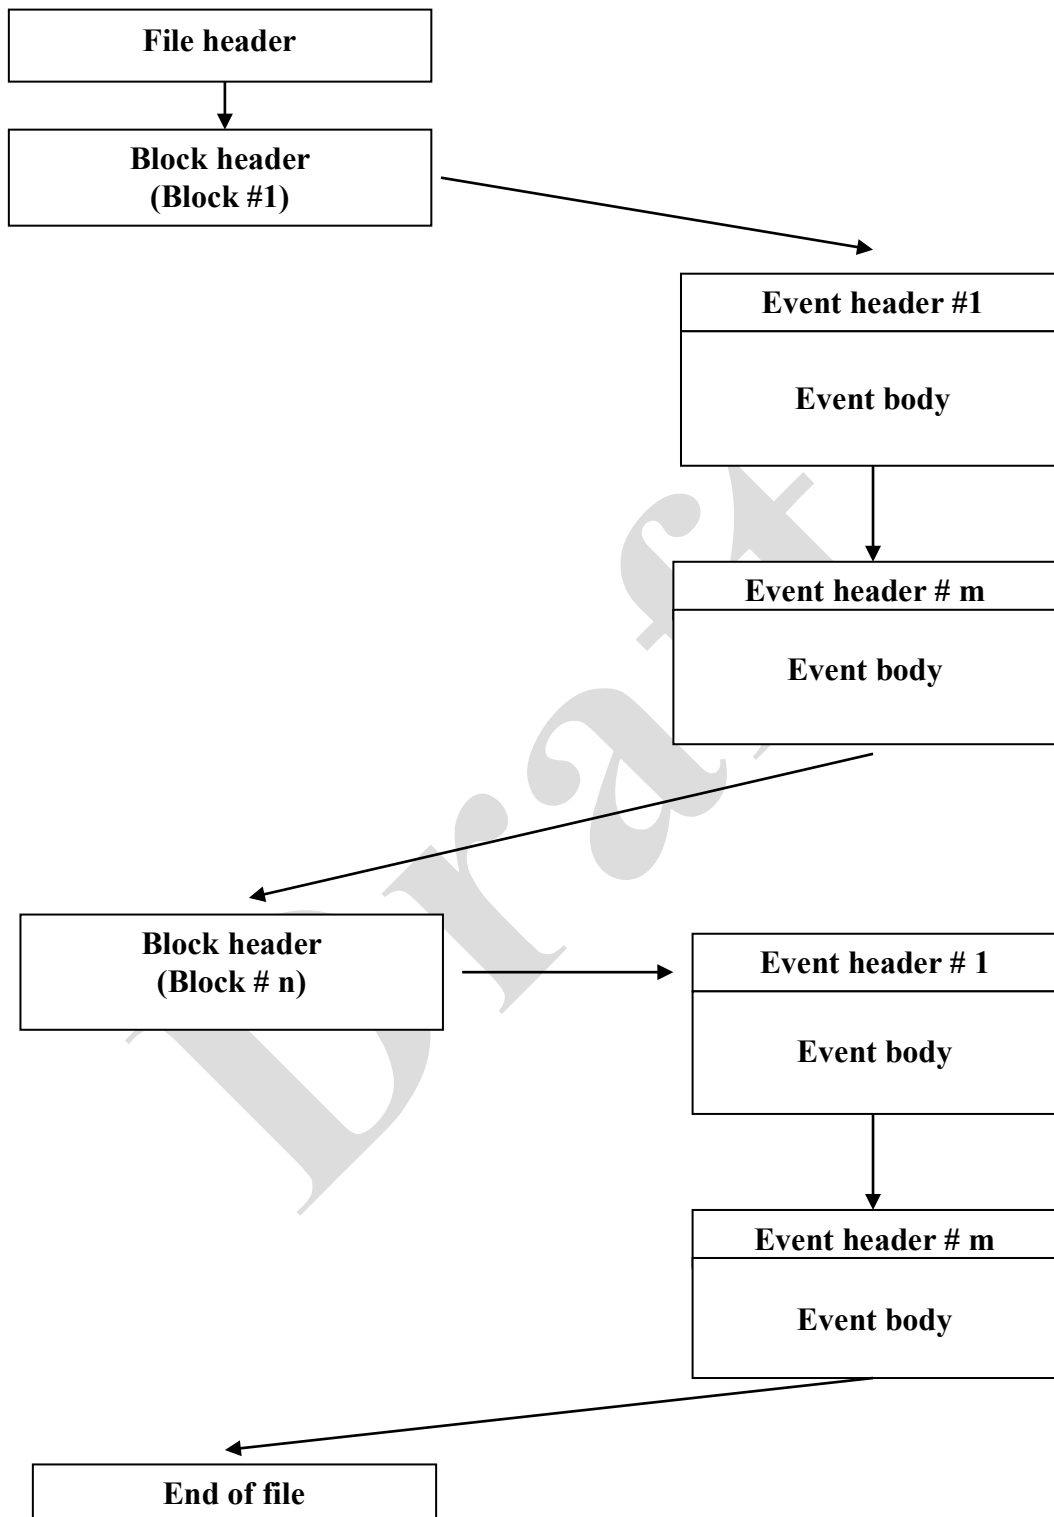 File header
Block header
(Block #1)
Event header #1
Event body
Event header # m
Event body
Draft
Block header
(Block # n)
Event header # 1
Event body
Event header # m
Event body
End of file